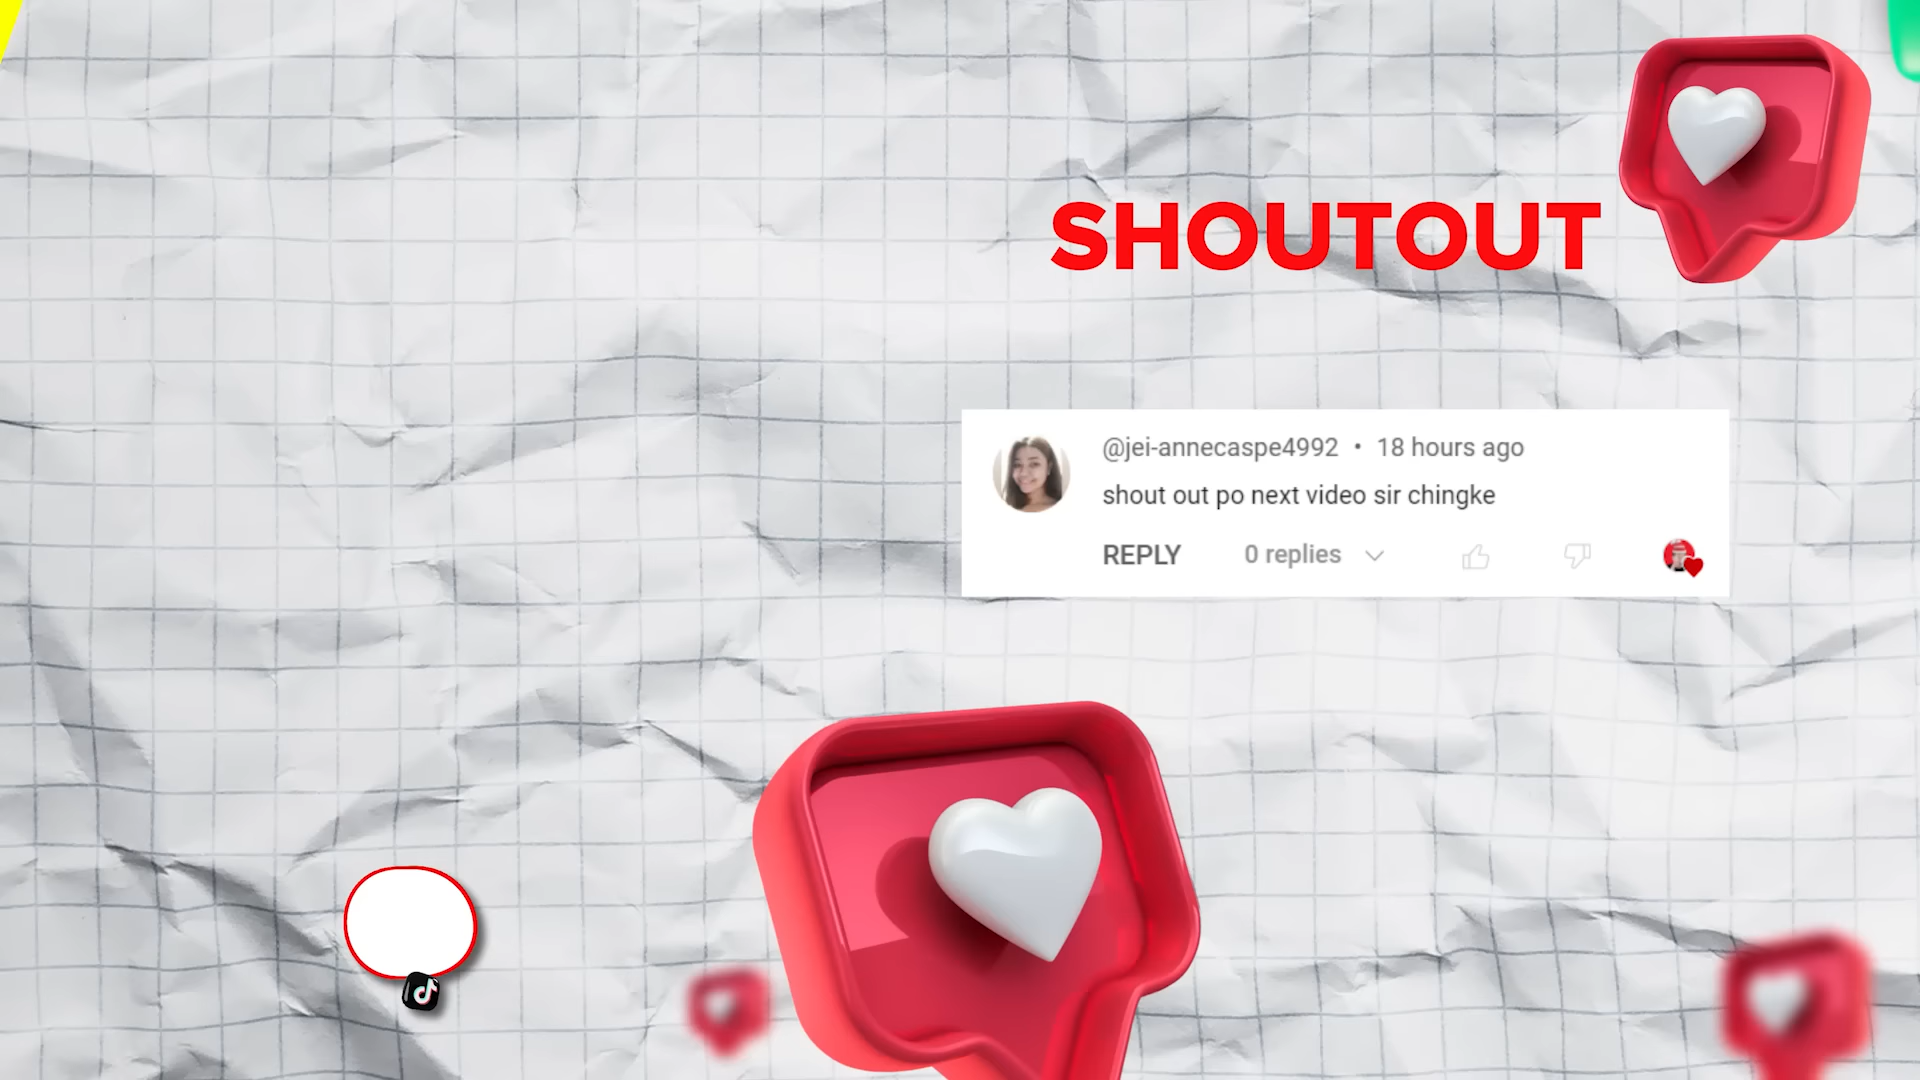 SHOUTOUT
@jei-annecaspe4992 • 18 hours ago
shout out po next video sir chingke
REPLY 0 replies